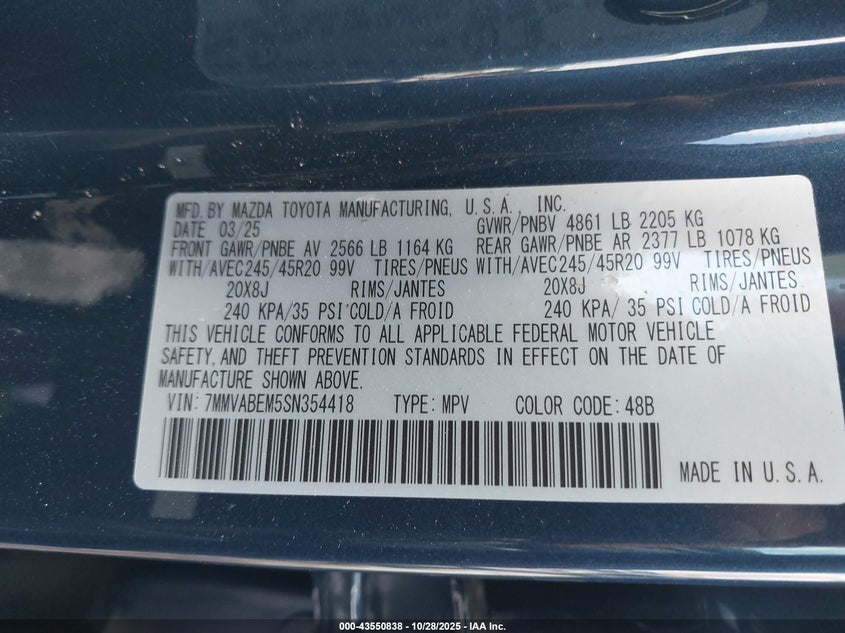 MFD. BY MAZDA TOYOTA MANUFACTURING, U.S.A. INC.
DATE 03/25 GVWR/PNBV 4861 LB 2205 KG
FRONT GAWR/PNBE AV 2566 LB 1164 KG REAR GAWR/PNBE AR 2377 LB 1078 KG
WITH/AVEC245/45R20 99V TIRES/PNEUS WITH/AVEC245/45R20 99V TIRES/PNEUS
20X8J RIMS/JANTES 20X8J RIMS/JANTES
240 KPA/35 PSI COLD/A FROID 240 KPA/ 35 PSI COLD/A FROID
THIS VEHICLE CONFORMS TO ALL APPLICABLE FEDERAL MOTOR VEHICLE
SAFETY, AND THEFT PREVENTION STANDARDS IN EFFECT ON THE DATE OF
MANUFACTURE SHOWN ABOVE.
VIN: 7MMVABEM5SN354418 TYPE: MPV COLOR CODE: 48B
MADE IN U.S.A.
000-43550838 - 10/28/2025 - IAA Inc.